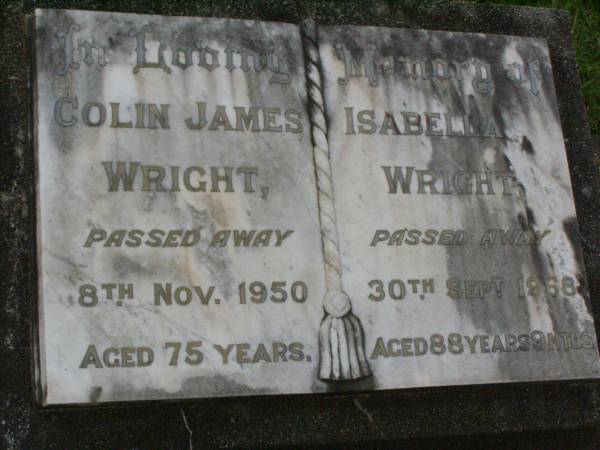 In Loving Memory of
COLIN JAMES
WRIGHT,
PASSED AWAY
8TH NOV. 1950
AGED 75 YEARS.
ISABELLA
WRIGHT,
PASSED AWAY
30TH SEPT 1968
AGED 88 YEARS 9 MTHS.